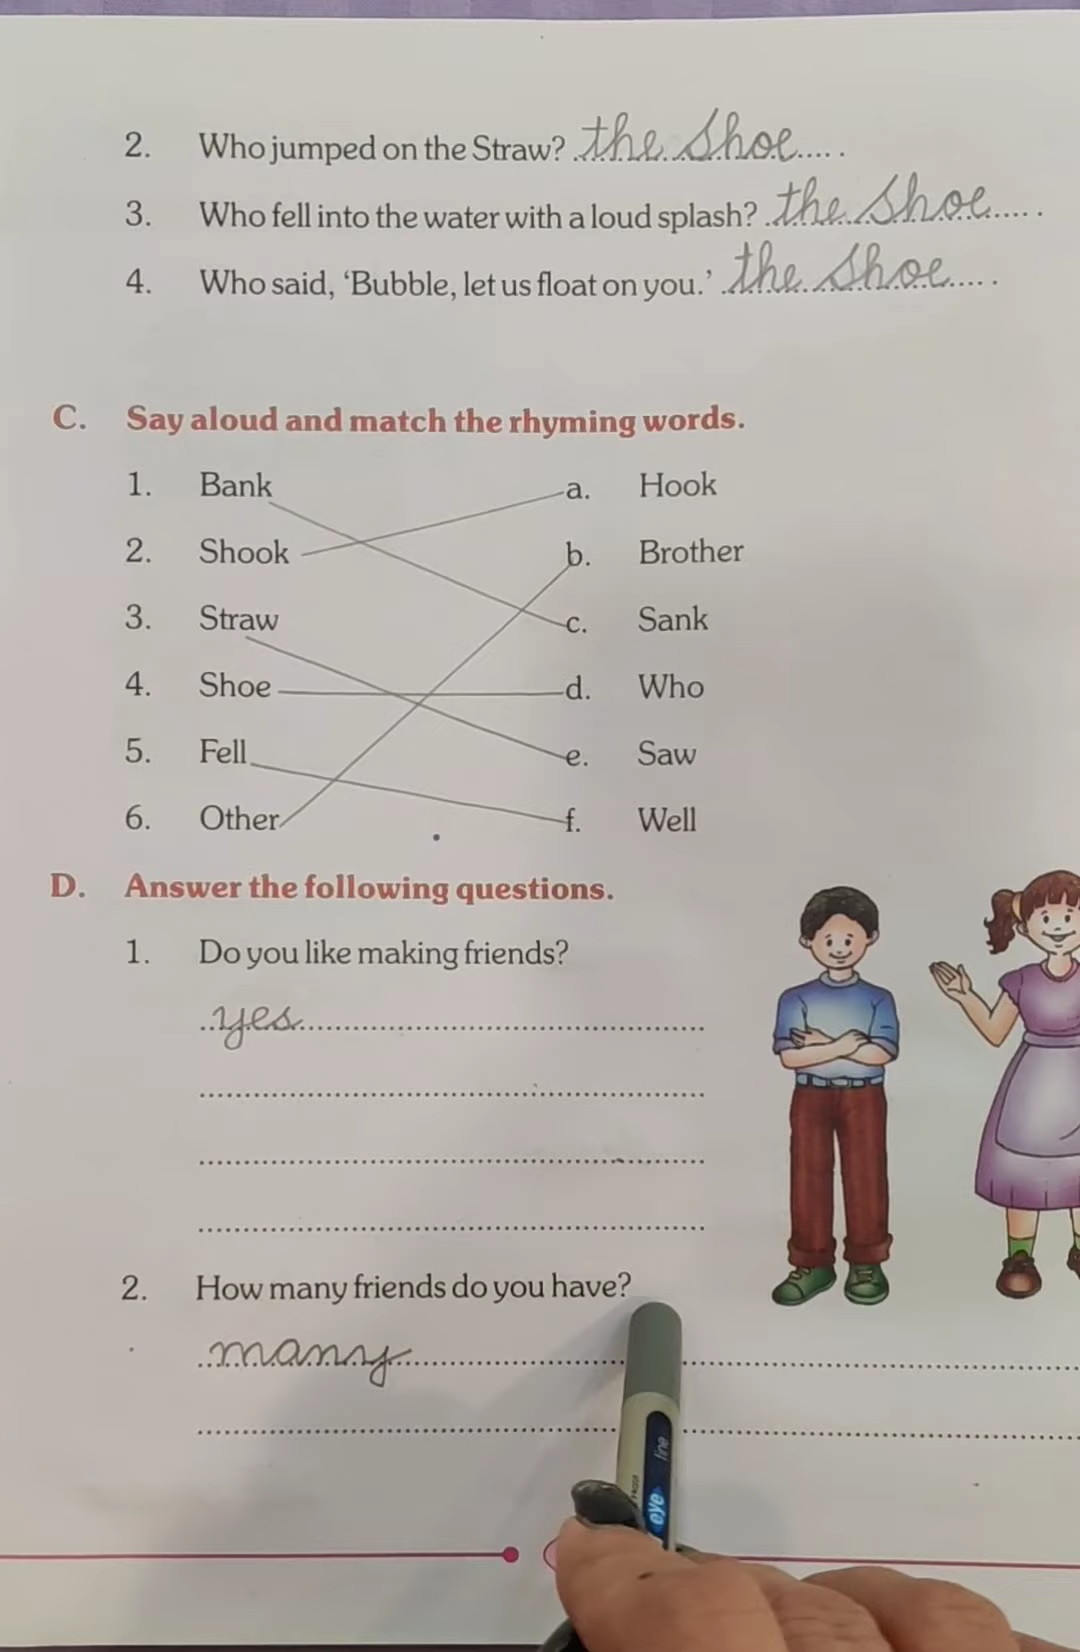 2. Who jumped on the Straw? the Shoe
3. Who fell into the water with a loud splash? the Shoe
4. Who said, ‘Bubble, let us float on you.’ the Shoe
C. Say aloud and match the rhyming words.
1. Bank a. Hook
2. Shook b. Brother
3. Straw c. Sank
4. Shoe d. Who
5. Fell e. Saw
6. Other f. Well
D. Answer the following questions.
1. Do you like making friends?
yes
2. How many friends do you have?
many
eye fine